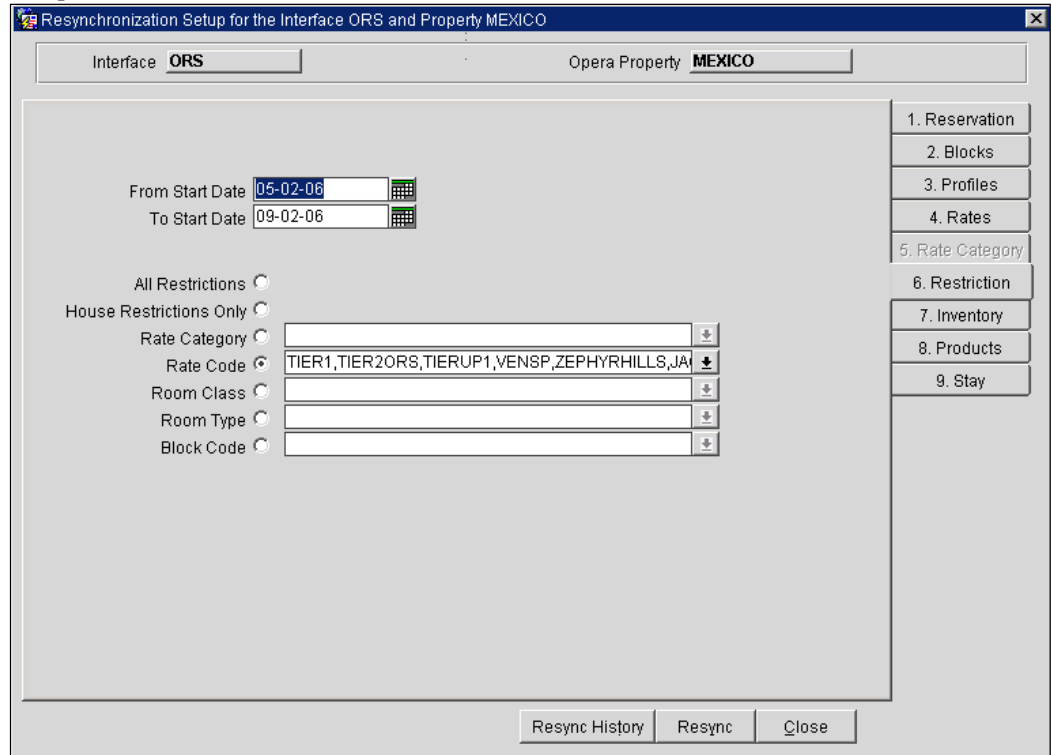 Resynchronization Setup for the Interface ORS and Property MEXICO
Interface ORS Opera Property MEXICO
1. Reservation
2. Blocks
3. Profiles
4. Rates
5. Rate Category
6. Restriction
7. Inventory
8. Products
9. Stay
From Start Date 05-02-06
To Start Date 09-02-06
All Restrictions
House Restrictions Only
Rate Category
Rate Code TIER1,TIER2ORS,TIERUP1,VENSP,ZEPHYRHILLS,JA
Room Class
Room Type
Block Code
Resync History Resync Close